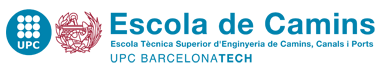 Escola de Camins
Escola Tècnica Superior d'Enginyeria de Camins, Canals i Ports
UPC BARCELONATECH
UPC